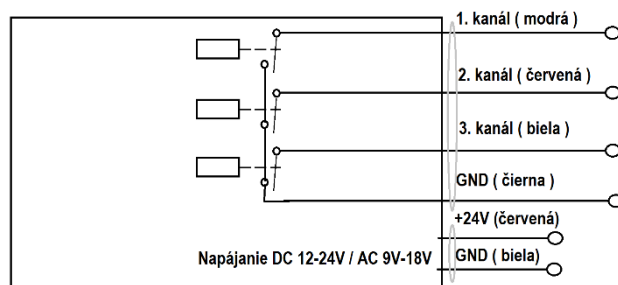 1. kanál ( modrá )
2. kanál ( červená )
3. kanál ( biela )
GND ( čierna )
+24V (červená)
Napájanie DC 12-24V / AC 9V-18V
GND ( biela)